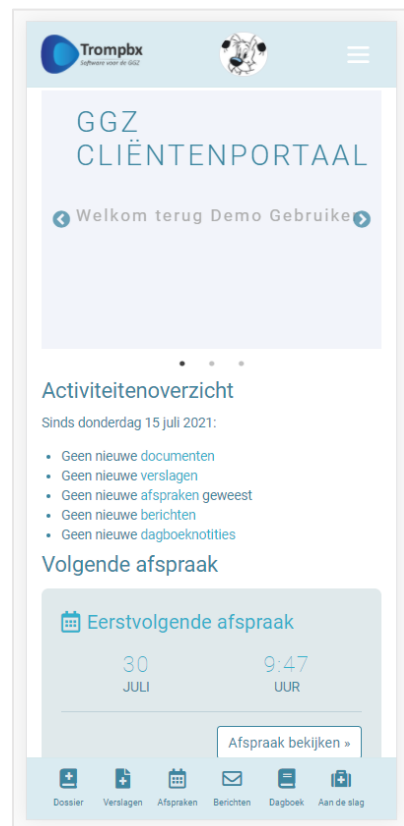 Trompbx
Software voor de GGZ
GGZ
CLIËNTENPORTAAL
Welkom terug Demo Gebruiker
Activiteitenoverzicht
Sinds donderdag 15 juli 2021:
Geen nieuwe documenten
Geen nieuwe verslagen
Geen nieuwe afspraken geweest
Geen nieuwe berichten
Geen nieuwe dagboeknotities
Volgende afspraak
Eerstvolgende afspraak
30 9:47
JULI UUR
Afspraak bekijken »
Dossier Verslagen Afspraken Berichten Dagboek Aan de slag